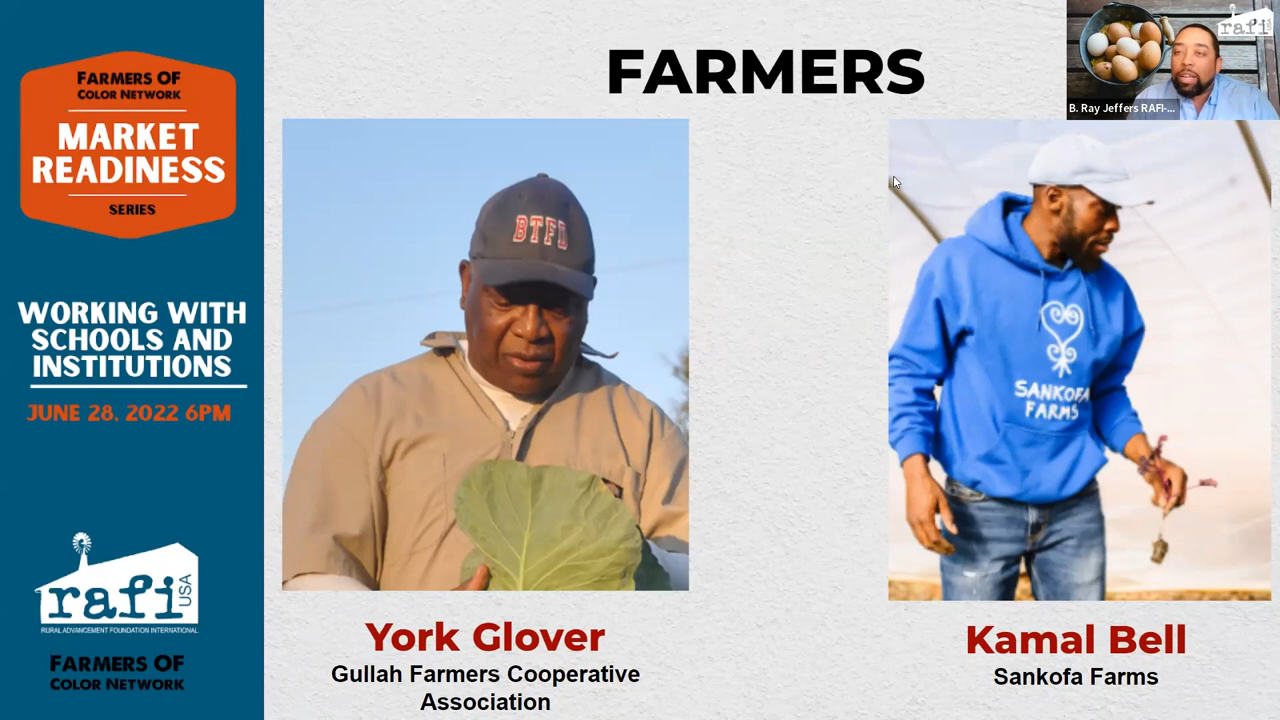 FARMERS OF
COLOR NETWORK
MARKET
READINESS
SERIES
WORKING WITH
SCHOOLS AND
INSTITUTIONS
JUNE 28, 2022 6PM
rafi USA
RURAL ADVANCEMENT FOUNDATION INTERNATIONAL
FARMERS OF
COLOR NETWORK
FARMERS
BTFD
SANKOFA
FARMS
York Glover
Gullah Farmers Cooperative
Association
Kamal Bell
Sankofa Farms
rafi USA
B. Ray Jeffers RAFI-...